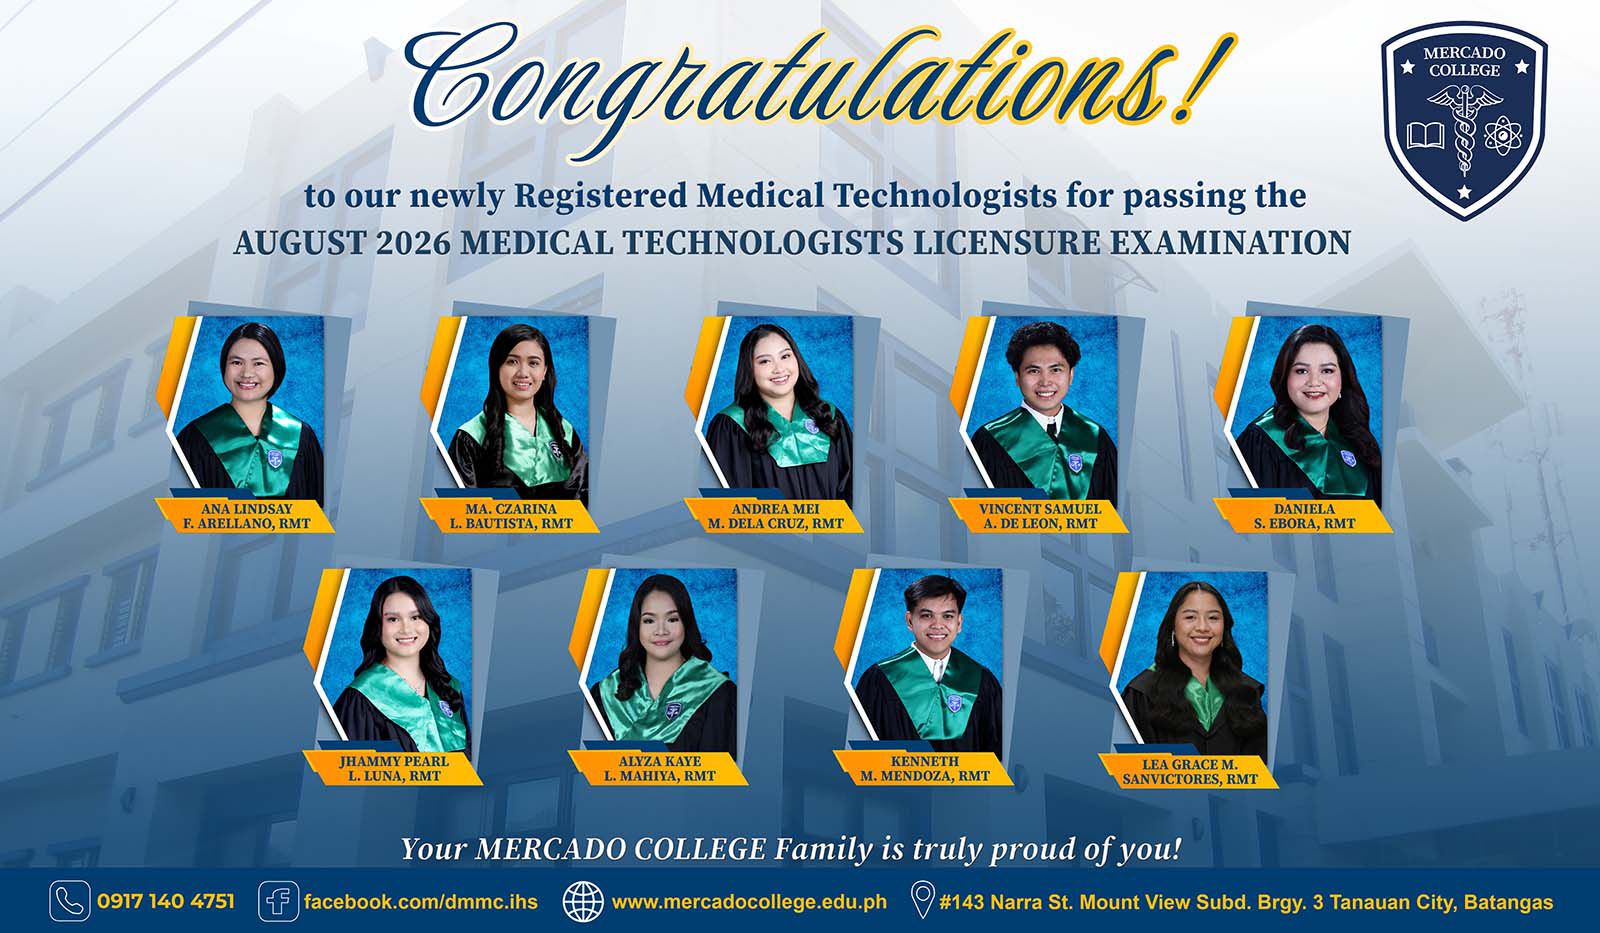 Congratulations!
MERCADO
COLLEGE
to our newly Registered Medical Technologists for passing the
AUGUST 2026 MEDICAL TECHNOLOGISTS LICENSURE EXAMINATION
ANA LINDSAY
F. ARELLANO, RMT
MA. CZARINA
L. BAUTISTA, RMT
ANDREA MEI
M. DELA CRUZ, RMT
VINCENT SAMUEL
A. DE LEON, RMT
DANIELA
S. EBORA, RMT
JHAMMY PEARL
L. LUNA, RMT
ALYZA KAYE
L. MAHIYA, RMT
KENNETH
M. MENDOZA, RMT
LEA GRACE M.
SANVICTORES, RMT
Your MERCADO COLLEGE Family is truly proud of you!
0917 140 4751
facebook.com/dmmc.ihs
www.mercadocollege.edu.ph
#143 Narra St. Mount View Subd. Brgy. 3 Tanauan City, Batangas